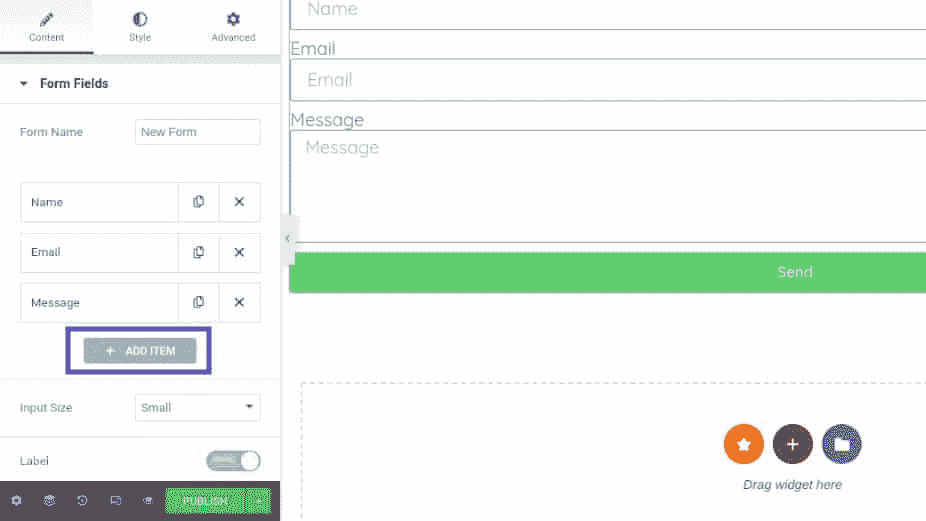 Content
Style
Advanced
Form Fields
Form Name
New Form
Name
Email
Message
ADD ITEM
Input Size
Small
Label
PUBLISH
Name
Email
Email
Message
Message
Send
Drag widget here